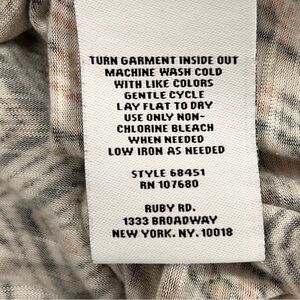 TURN GARMENT INSIDE OUT
MACHINE WASH COLD
WITH LIKE COLORS
GENTLE CYCLE
LAY FLAT TO DRY
USE ONLY NON-
CHLORINE BLEACH
WHEN NEEDED
LOW IRON AS NEEDED
STYLE 68451
RN 107680
RUBY RD.
1333 BROADWAY
NEW YORK. NY. 10018